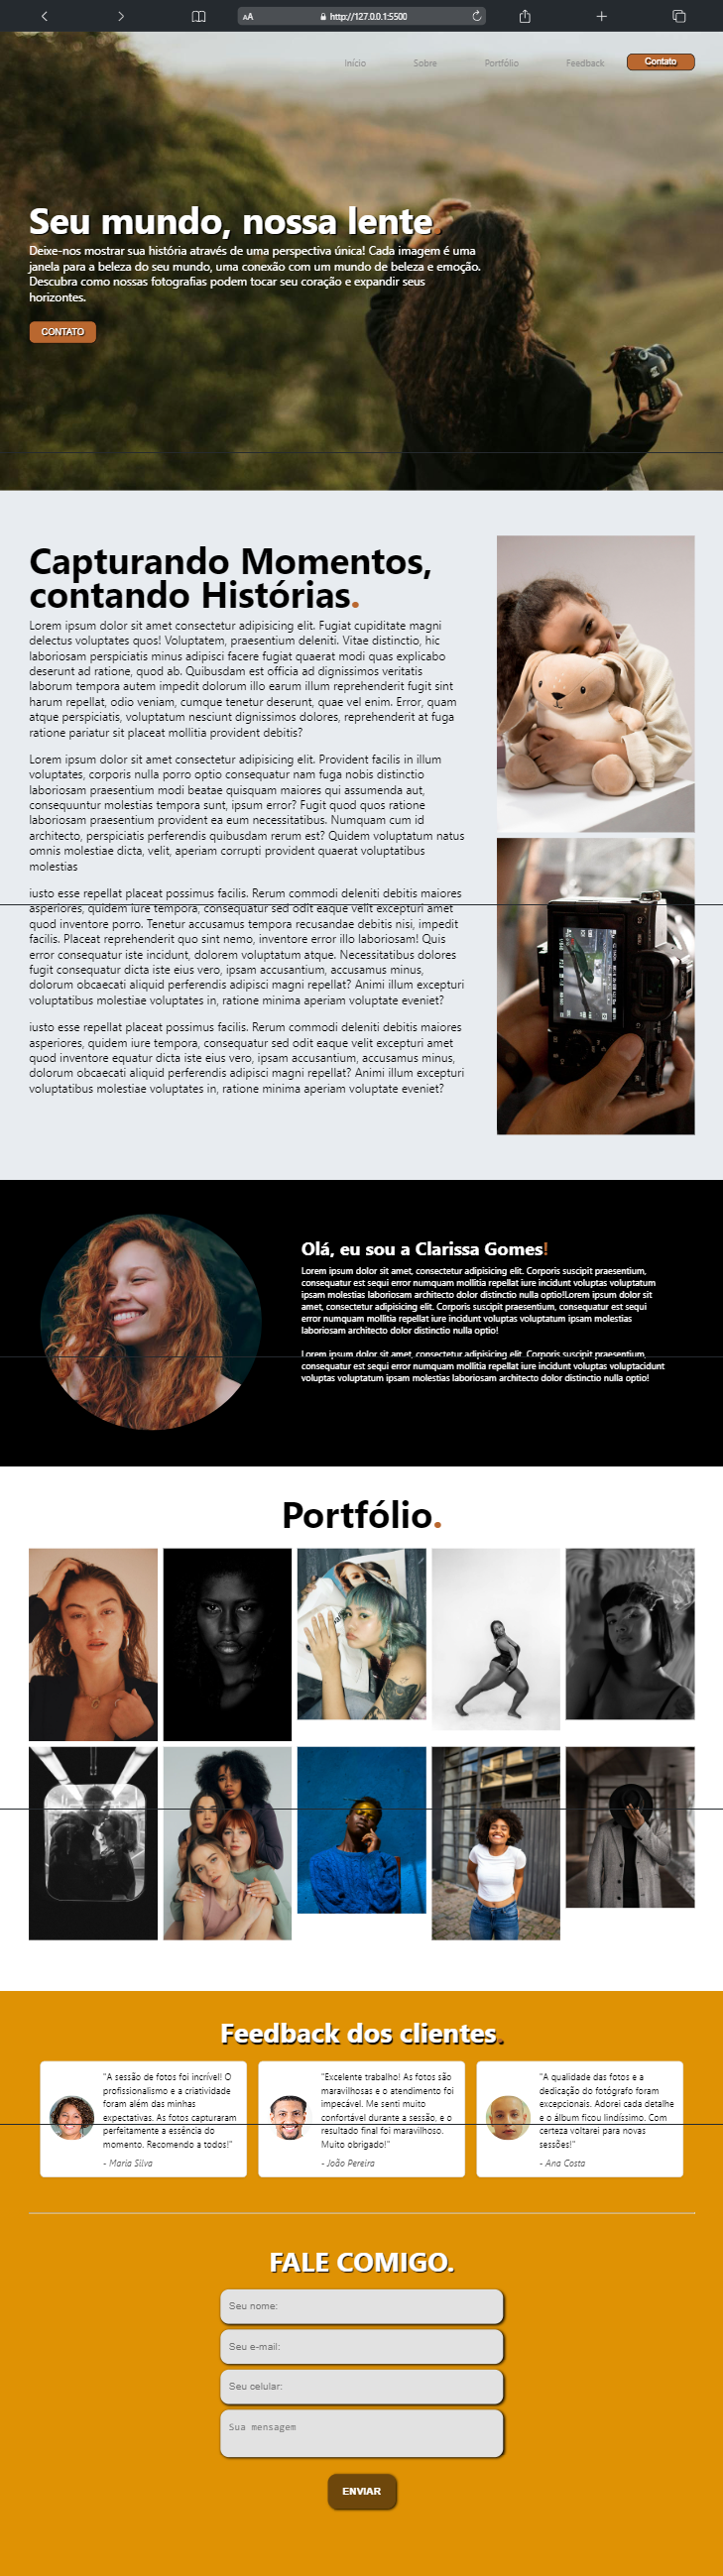 AA http://127.0.0.1:5500
Início Sobre Portfólio Feedback Contato
Seu mundo, nossa lente.
Deixe-nos mostrar sua história através de uma perspectiva única! Cada imagem é uma
janela para a beleza do seu mundo, uma conexão com um mundo de beleza e emoção.
Descubra como nossas fotografias podem tocar seu coração e expandir seus
horizontes.
CONTATO
Capturando Momentos,
contando Histórias.
Lorem ipsum dolor sit amet consectetur adipisicing elit. Fugiat cupiditate magni
delectus voluptates quos! Voluptatem, praesentium deleniti. Vitae distinctio, hic
laboriosam perspiciatis minus adipisci facere fugiat quaerat modi quas explicabo
deserunt ad ratione, quod ab. Quibusdam est officia ad dignissimos veritatis
laborum tempora autem impedit dolorum illo earum illum reprehenderit fugit sint
harum repellat, odio veniam, cumque tenetur deserunt, quae vel enim. Error, quam
atque perspiciatis, voluptatum nesciunt dignissimos dolores, reprehenderit at fuga
ratione pariatur sit placeat mollitia provident debitis?
Lorem ipsum dolor sit amet consectetur adipisicing elit. Provident facilis in illum
voluptates, corporis nulla porro optio consequatur nam fuga nobis distinctio
laboriosam praesentium modi beatae quisquam maiores qui assumenda aut,
consequuntur molestias tempora sunt, ipsum error? Fugit quod quos ratione
laboriosam praesentium provident ea eum necessitatibus. Numquam cum id
architecto, perspiciatis perferendis quibusdam rerum est? Quidem voluptatum natus
omnis molestiae dicta, velit, aperiam corrupti provident quaerat voluptatibus
molestias
iusto esse repellat placeat possimus facilis. Rerum commodi deleniti debitis maiores
asperiores, quidem iure tempora, consequatur sed odit eaque velit excepturi amet
quod inventore porro. Tenetur accusamus tempora recusandae debitis nisi, impedit
facilis. Placeat reprehenderit quo sint nemo, inventore error illo laboriosam! Quis
error consequatur iste incidunt, dolorem voluptatum atque. Necessitatibus dolores
fugit consequatur dicta iste eius vero, ipsam accusantium, accusamus minus,
dolorum obcaecati aliquid perferendis adipisci magni repellat? Animi illum excepturi
voluptatibus molestiae voluptates in, ratione minima aperiam voluptate eveniet?
iusto esse repellat placeat possimus facilis. Rerum commodi deleniti debitis maiores
asperiores, quidem iure tempora, consequatur sed odit eaque velit excepturi amet
quod inventore equatur dicta iste eius vero, ipsam accusantium, accusamus minus,
dolorum obcaecati aliquid perferendis adipisci magni repellat? Animi illum excepturi
voluptatibus molestiae voluptates in, ratione minima aperiam voluptate eveniet?
Olá, eu sou a Clarissa Gomes!
Lorem ipsum dolor sit amet, consectetur adipisicing elit. Corporis suscipit praesentium,
consequatur est sequi error numquam mollitia repellat iure incidunt voluptas voluptatum
ipsam molestias laboriosam architecto dolor distinctio nulla optio!Lorem ipsum dolor sit
amet, consectetur adipisicing elit. Corporis suscipit praesentium, consequatur est sequi
error numquam mollitia repellat iure incidunt voluptas voluptatum ipsam molestias
laboriosam architecto dolor distinctio nulla optio!
Lorem ipsum dolor sit amet, consectetur adipisicing elit. Corporis suscipit praesentium,
consequatur est sequi error numquam mollitia repellat iure incidunt voluptas voluptacidunt
voluptas voluptatum ipsam molestias laboriosam architecto dolor distinctio nulla optio!
Portfólio.
Feedback dos clientes.
"A sessão de fotos foi incrível! O
profissionalismo e a criatividade
foram além das minhas
expectativas. As fotos capturaram
perfeitamente a essência do
momento. Recomendo a todos!"
- Maria Silva
"Excelente trabalho! As fotos são
maravilhosas e o atendimento foi
impecável. Me senti muito
confortável durante a sessão, e o
resultado final foi maravilhoso.
Muito obrigado!"
- João Pereira
"A qualidade das fotos e a
dedicação do fotógrafo foram
excepcionais. Adorei cada detalhe
e o álbum ficou lindíssimo. Com
certeza voltarei para novas
sessões!"
- Ana Costa
FALE COMIGO.
Seu nome:
Seu e-mail:
Seu celular:
Sua mensagem
ENVIAR